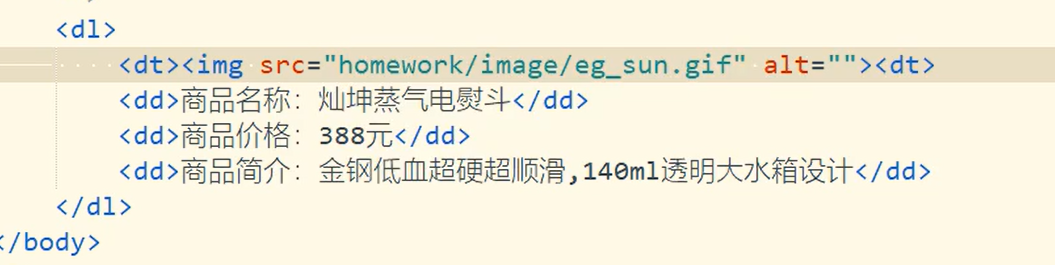 <dl>
<dt><img src="homework/image/eg_sun.gif" alt=""><dt>
<dd>商品名称：灿坤蒸气电熨斗</dd>
<dd>商品价格：388元</dd>
<dd>商品简介：金钢低血超硬超顺滑,140ml透明大水箱设计</dd>
</dl>
</body>